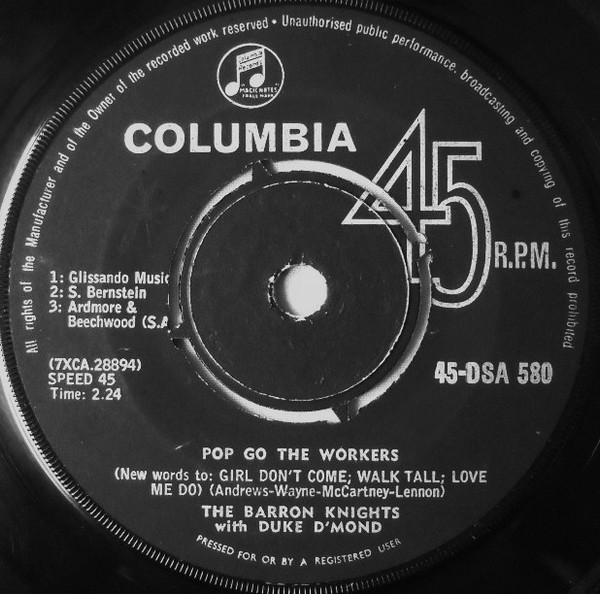 All rights of the Manufacturer and of the Owner of the recorded work reserved • Unauthorised public performance, broadcasting and copying of this record prohibited
Columbia
Records
MAGIC NOTES
TRADE MARK
COLUMBIA
45
R.P.M.
1: Glissando Music
2: S. Bernstein
3: Ardmore &
Beechwood (S.A
(7XCA.28894)
SPEED 45
Time: 2.24
45-DSA 580
POP GO THE WORKERS
(New words to: GIRL DON'T COME; WALK TALL; LOVE
ME DO) (Andrews-Wayne-McCartney-Lennon)
THE BARRON KNIGHTS
with DUKE D'MOND
PRESSED FOR OR BY A REGISTERED USER